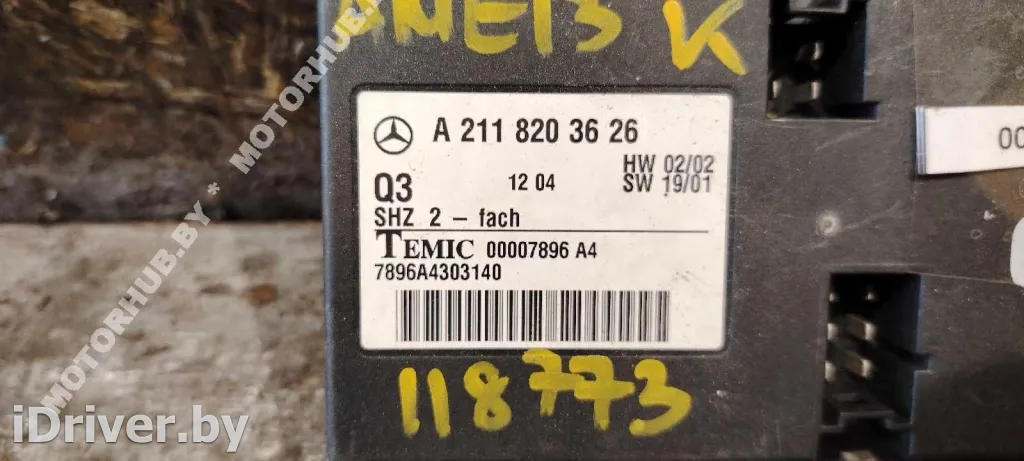 K
A 211 820 36 26
HW 02/02
Q3
12 04
SW 19/01
SHZ 2 - fach
TEMIC 00007896 A4
7896A4303140
118773
00
MOTORHUB.BY * MOTORHUB.BY
iDriver.by